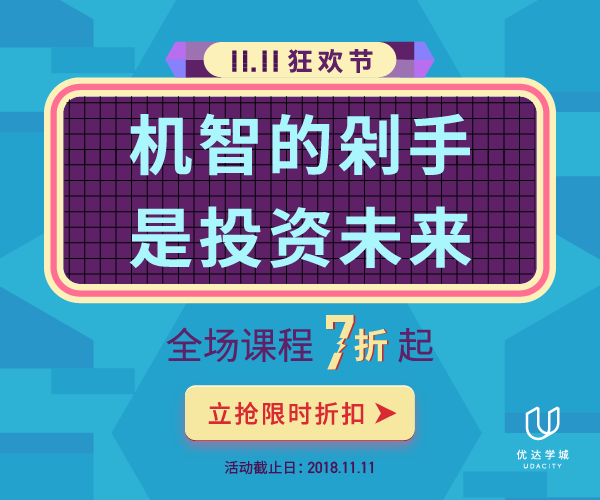 11.11 狂欢节
机智的剁手
是投资未来
全场课程 7折 起
立抢限时折扣
活动截止日：2018.11.11
优达学城
UDACITY